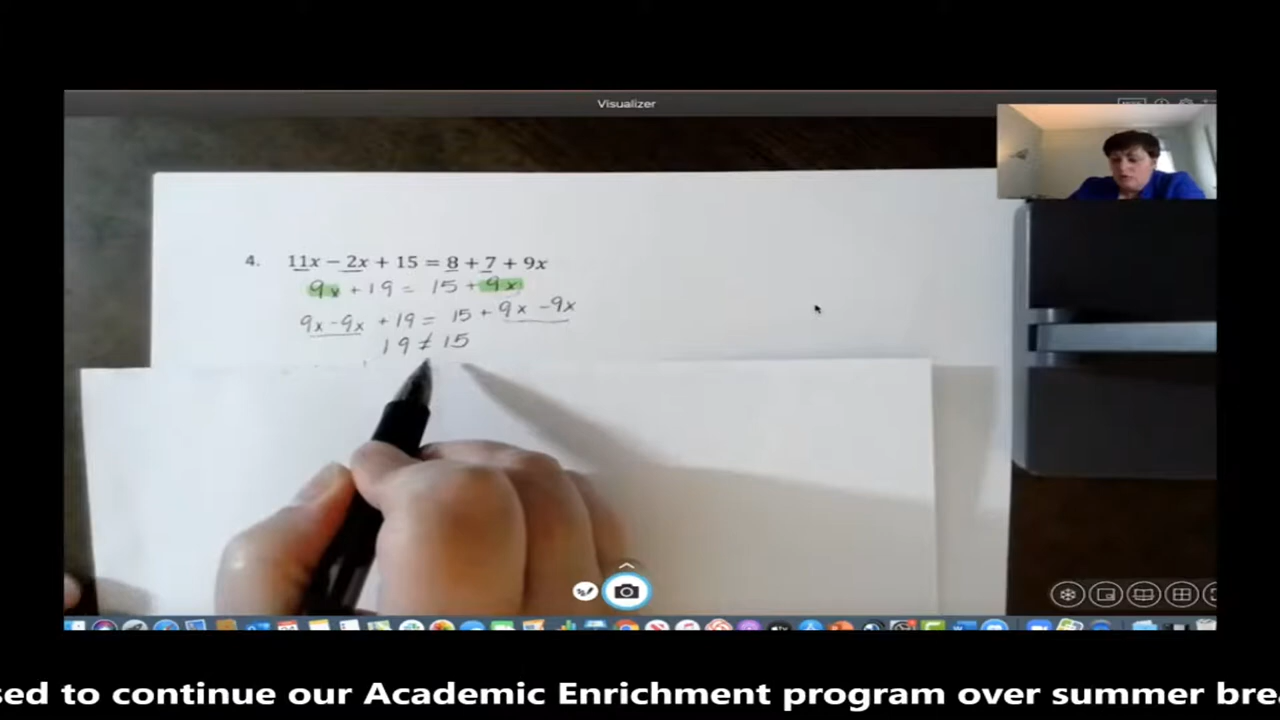 Visualizer
4. 11x − 2x + 15 = 8 + 7 + 9x
9x + 19 = 15 + 9x
9x - 9x + 19 = 15 + 9x - 9x
19 ≠ 15
sed to continue our Academic Enrichment program over summer bre